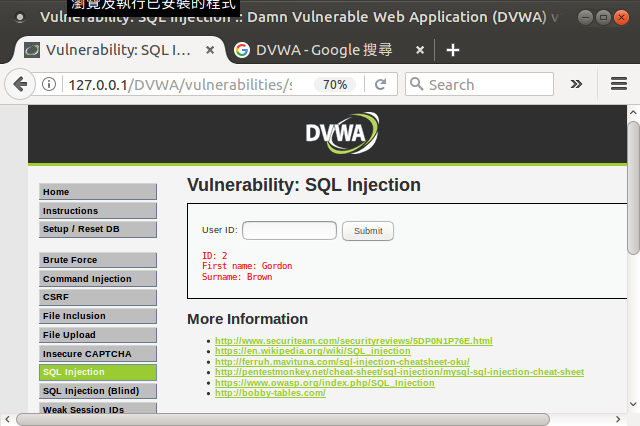 Vulnerability: SQL Injection :: Damn Vulnerable Web Application (DVWA) v
瀏覽及執行已安裝的程式
Vulnerability: SQL I...
DVWA - Google 搜尋
127.0.0.1/DVWA/vulnerabilities/s
70%
Search
DVWA
Home
Instructions
Setup / Reset DB
Brute Force
Command Injection
CSRF
File Inclusion
File Upload
Insecure CAPTCHA
SQL Injection
SQL Injection (Blind)
Weak Session IDs
Vulnerability: SQL Injection
User ID:
Submit
ID: 2
First name: Gordon
Surname: Brown
More Information
http://www.securiteam.com/securityreviews/5DP0N1P76E.html
https://en.wikipedia.org/wiki/SQL_injection
http://ferruh.mavituna.com/sql-injection-cheatsheet-oku/
http://pentestmonkey.net/cheat-sheet/sql-injection/mysql-sql-injection-cheat-sheet
https://www.owasp.org/index.php/SQL_Injection
http://bobby-tables.com/